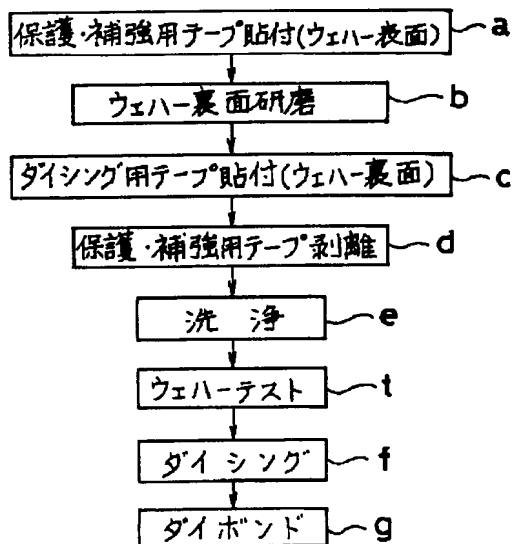 保護・補強用テープ貼付(ウェハー表面) a
ウェハー裏面研磨 b
ダイシング用テープ貼付(ウェハー裏面) c
保護・補強用テープ剥離 d
洗浄 e
ウェハーテスト t
ダイシング f
ダイボンド g